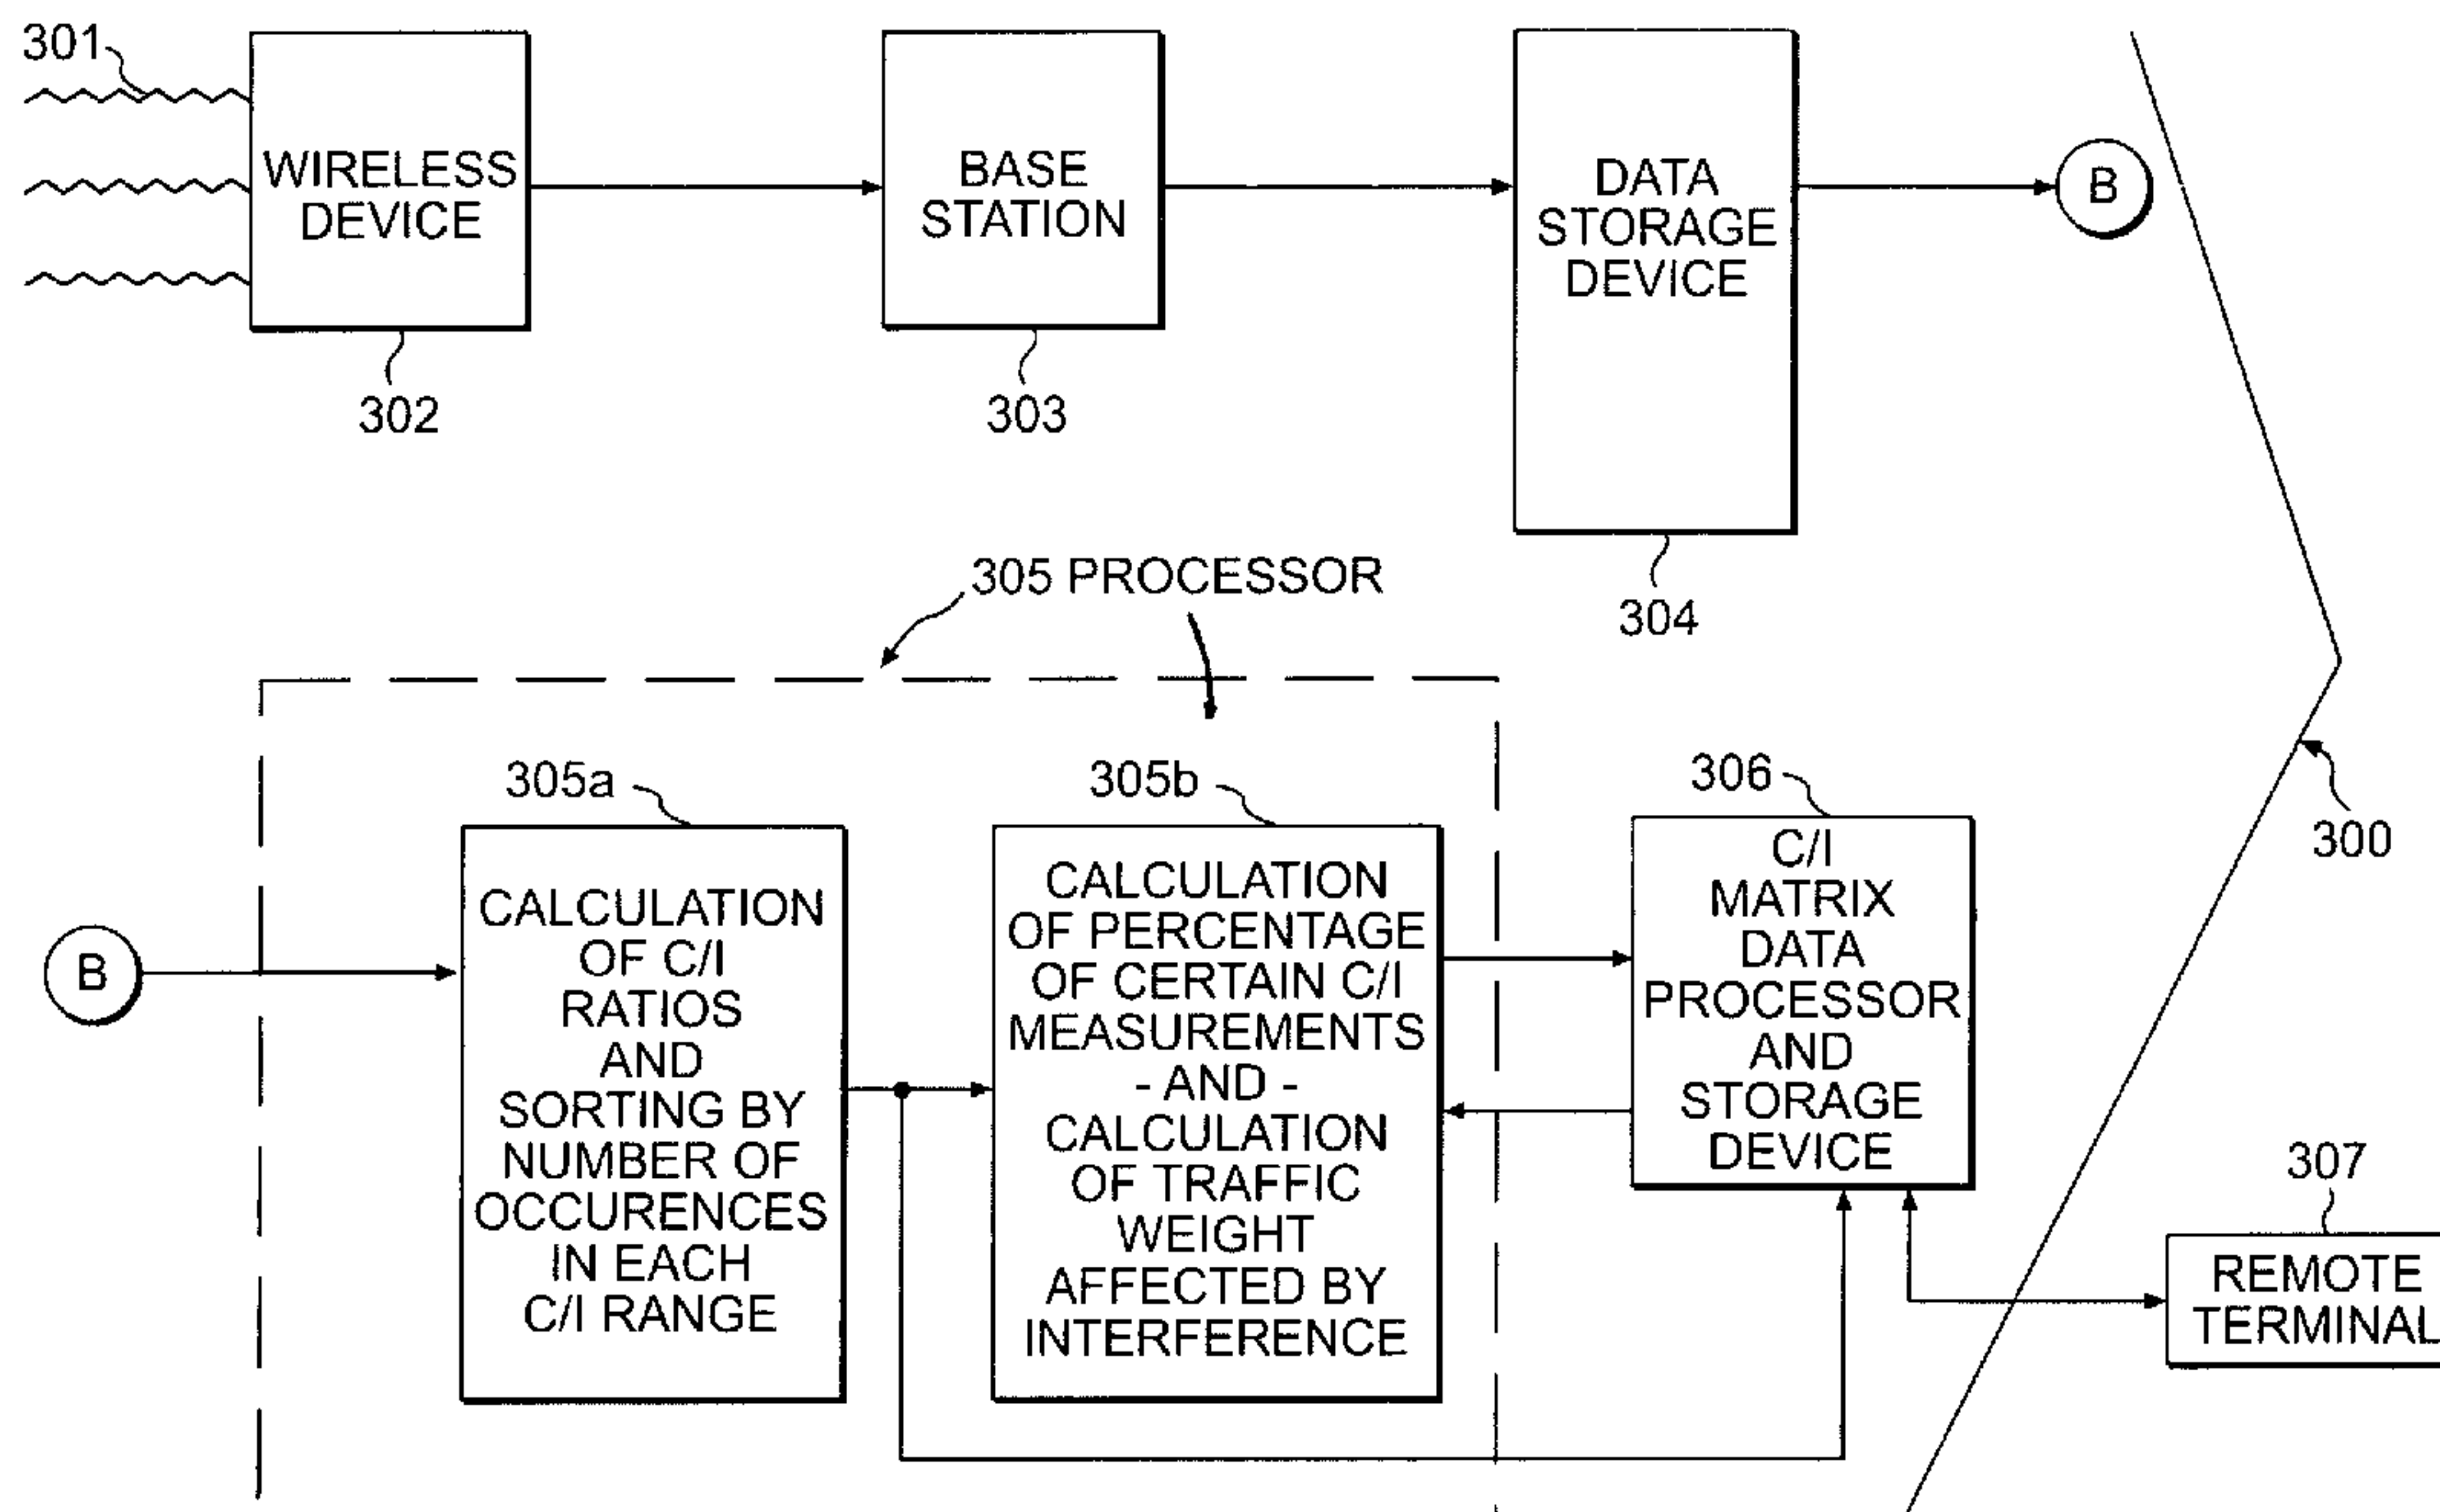 301
WIRELESS
DEVICE
302
BASE
STATION
303
DATA
STORAGE
DEVICE
304
B
305 PROCESSOR
300
B
305a
CALCULATION
OF C/I
RATIOS
AND
SORTING BY
NUMBER OF
OCCURENCES
IN EACH
C/I RANGE
305b
CALCULATION
OF PERCENTAGE
OF CERTAIN C/I
MEASUREMENTS
- AND -
CALCULATION
OF TRAFFIC
WEIGHT
AFFECTED BY
INTERFERENCE
306
C/I
MATRIX
DATA
PROCESSOR
AND
STORAGE
DEVICE
307
REMOTE
TERMINAL